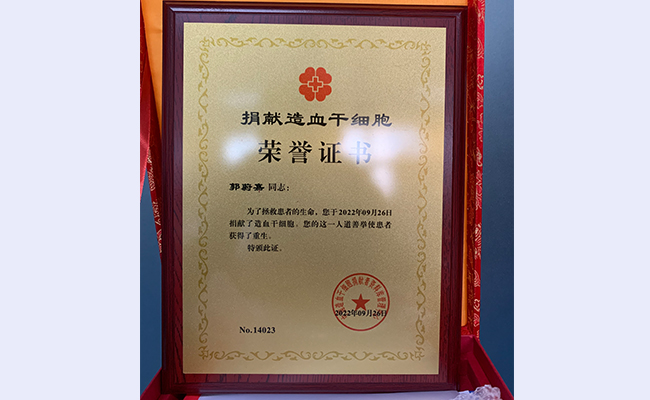 捐献造血干细胞
荣誉证书
郭蔚嘉 同志：
为了拯救患者的生命，您于2022年09月26日
捐献了造血干细胞。您的这一人道善举使患者
获得了重生。
特颁此证。
2022年09月26日
No.14023